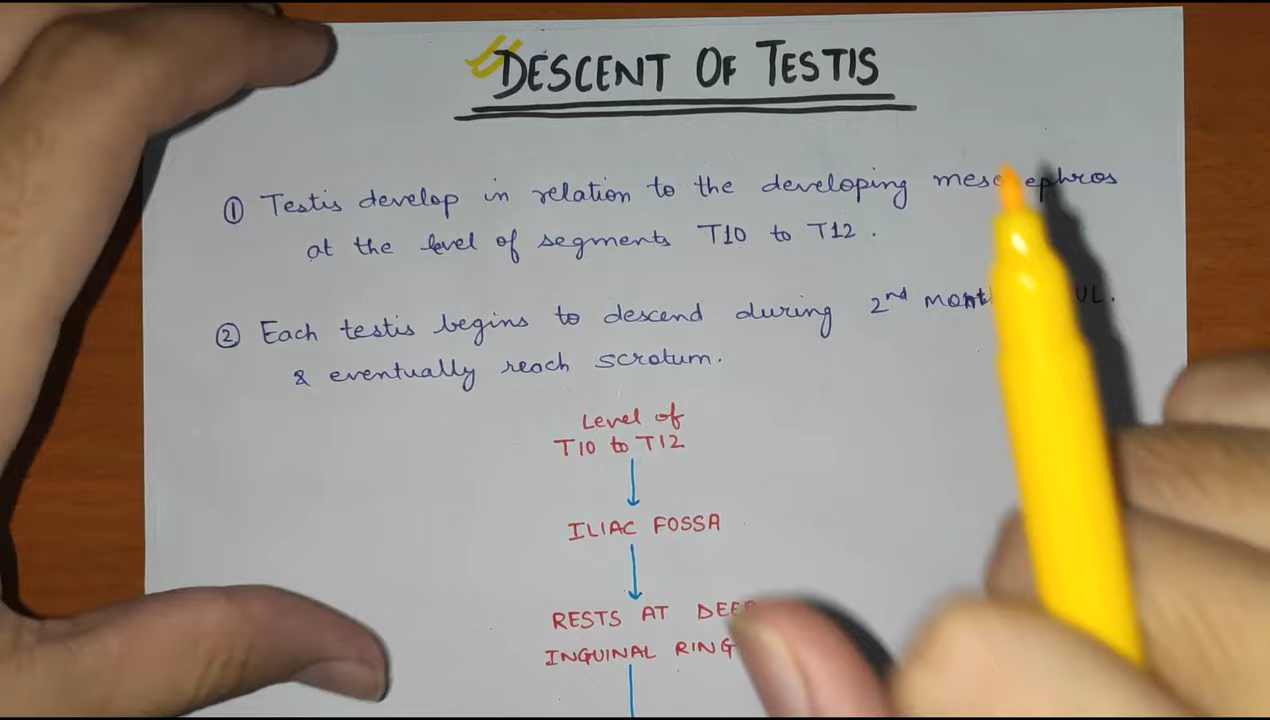 DESCENT OF TESTIS
① Testis develop in relation to the developing
at the level of segments T10 to T12.
② Each testis begins to descend during 2nd
& eventually reach scrotum.
Level of
T10 to T12
ILIAC FOSSA
RESTS AT
INGUINAL RING